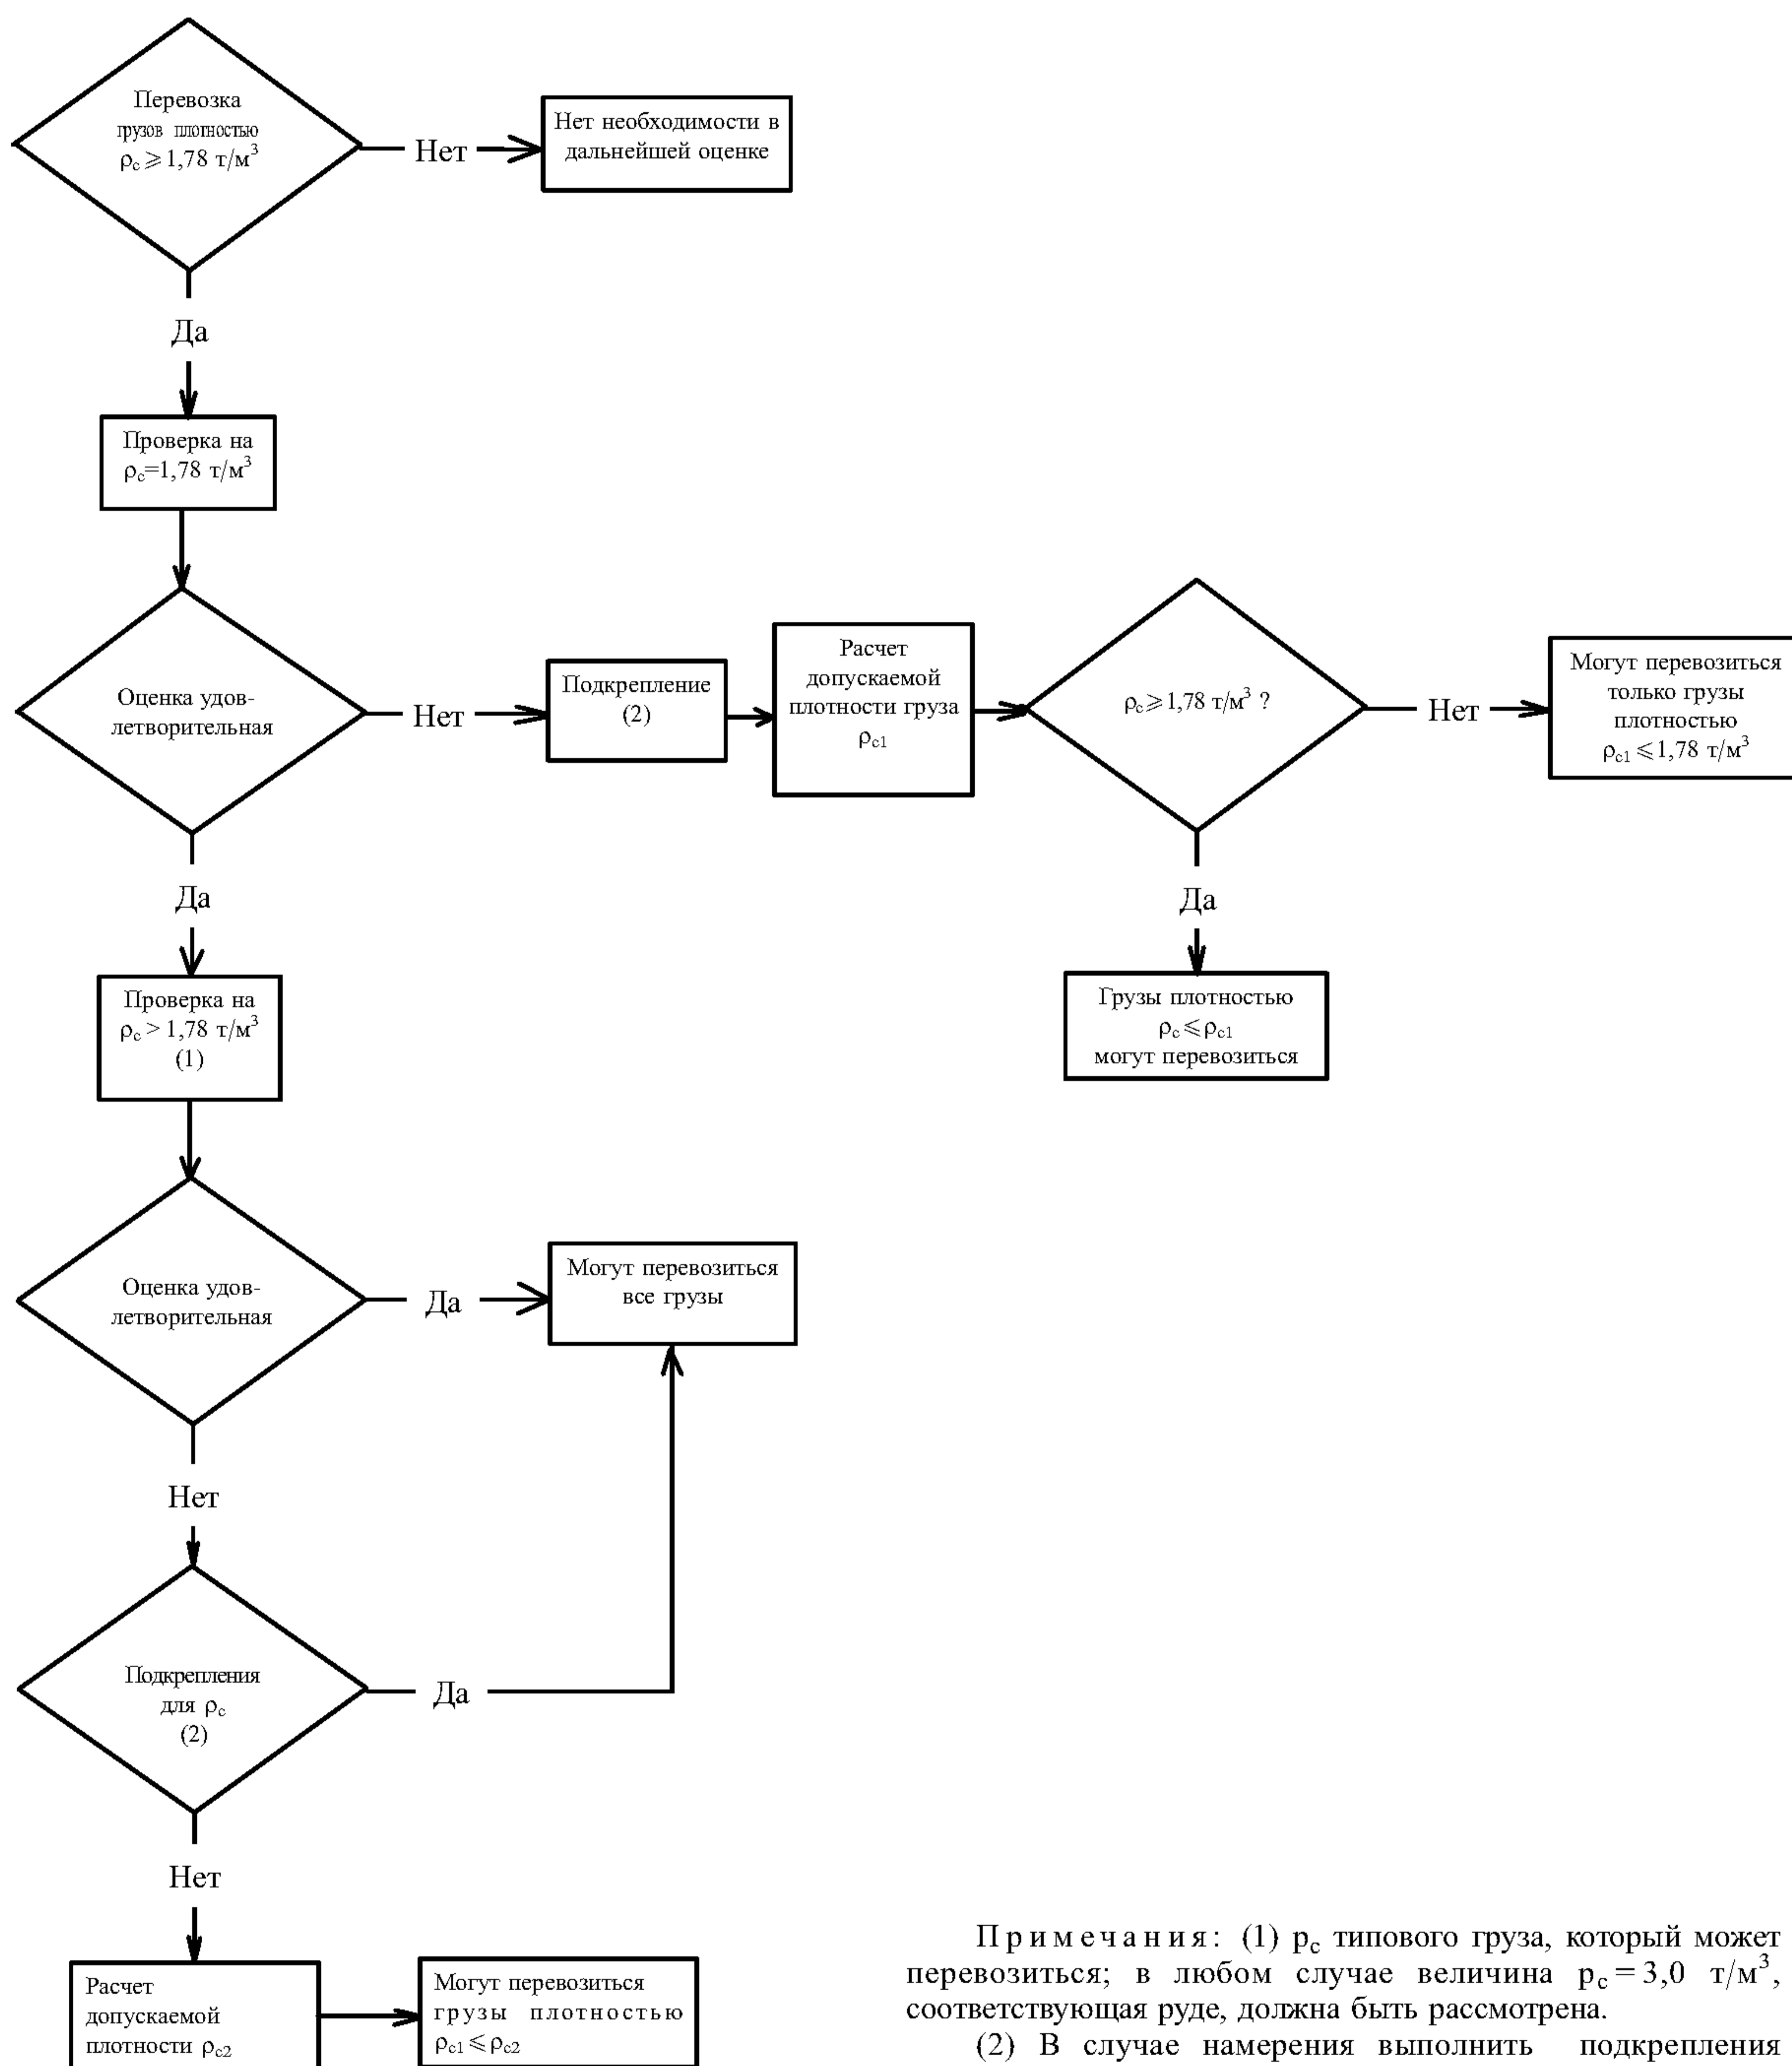 Перевозка
грузов плотностью
ρc ⩾ 1,78 т/м³
Нет
Нет необходимости в
дальнейшей оценке
Да
Проверка на
ρc=1,78 т/м³
Оценка удов-
летворительная
Нет
Подкрепление
(2)
Расчет
допускаемой
плотности груза
ρc1
ρc ⩾ 1,78 т/м³ ?
Нет
Могут перевозиться
только грузы
плотностью
ρc1 ⩽ 1,78 т/м³
Да
Да
Грузы плотностью
ρc ⩽ ρc1
могут перевозиться
Проверка на
ρc > 1,78 т/м³
(1)
Оценка удов-
летворительная
Да
Могут перевозиться
все грузы
Нет
Подкрепления
для ρc
(2)
Да
Нет
Расчет
допускаемой
плотности ρc2
Могут перевозиться
грузы плотностью
ρc1 ⩽ ρc2
Примечания: (1) pc типового груза, который может
перевозиться; в любом случае величина pc = 3,0 т/м³,
соответствующая руде, должна быть рассмотрена.
(2) В случае намерения выполнить подкрепления